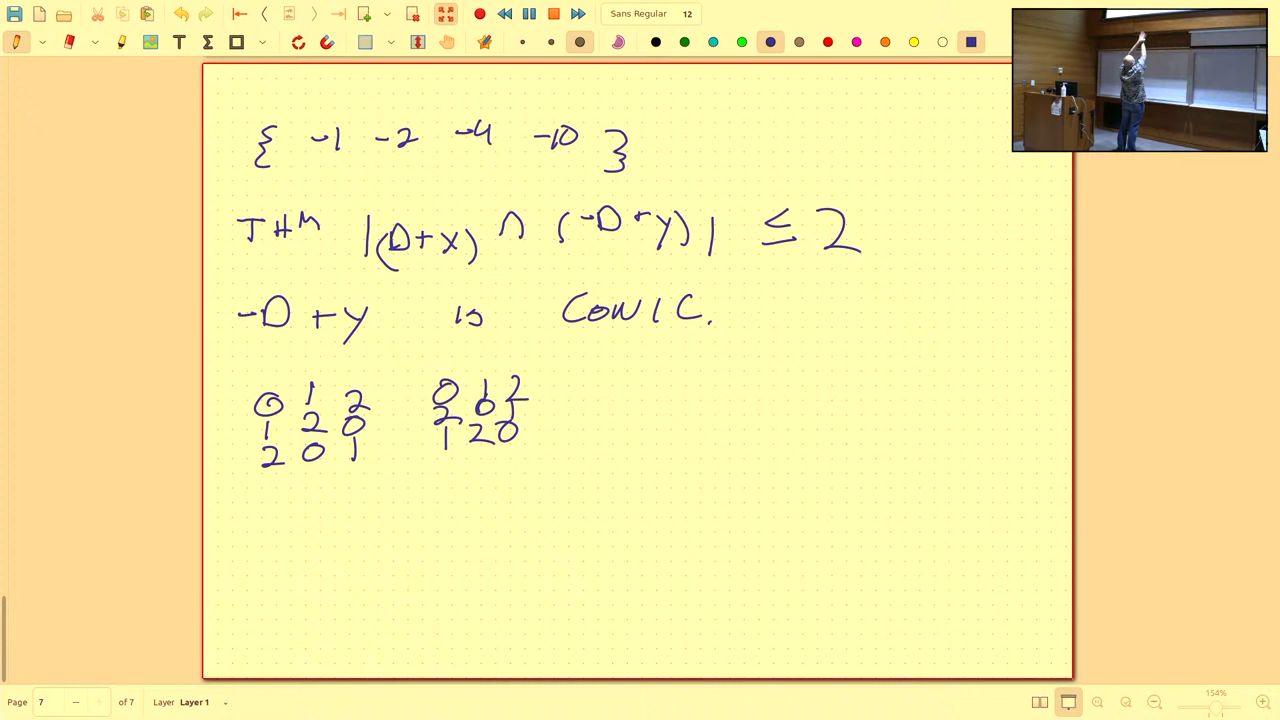 Sans Regular 12
{ -1 -2 -4 -10 }
THM |(D+x) ∩ (-D+y)| ≤ 2
-D+y is CONIC.
0 1 2   0 1 2
1 2 0   2 0 1
2 0 1   1 2 0
Page 7 of 7 Layer Layer 1
154%